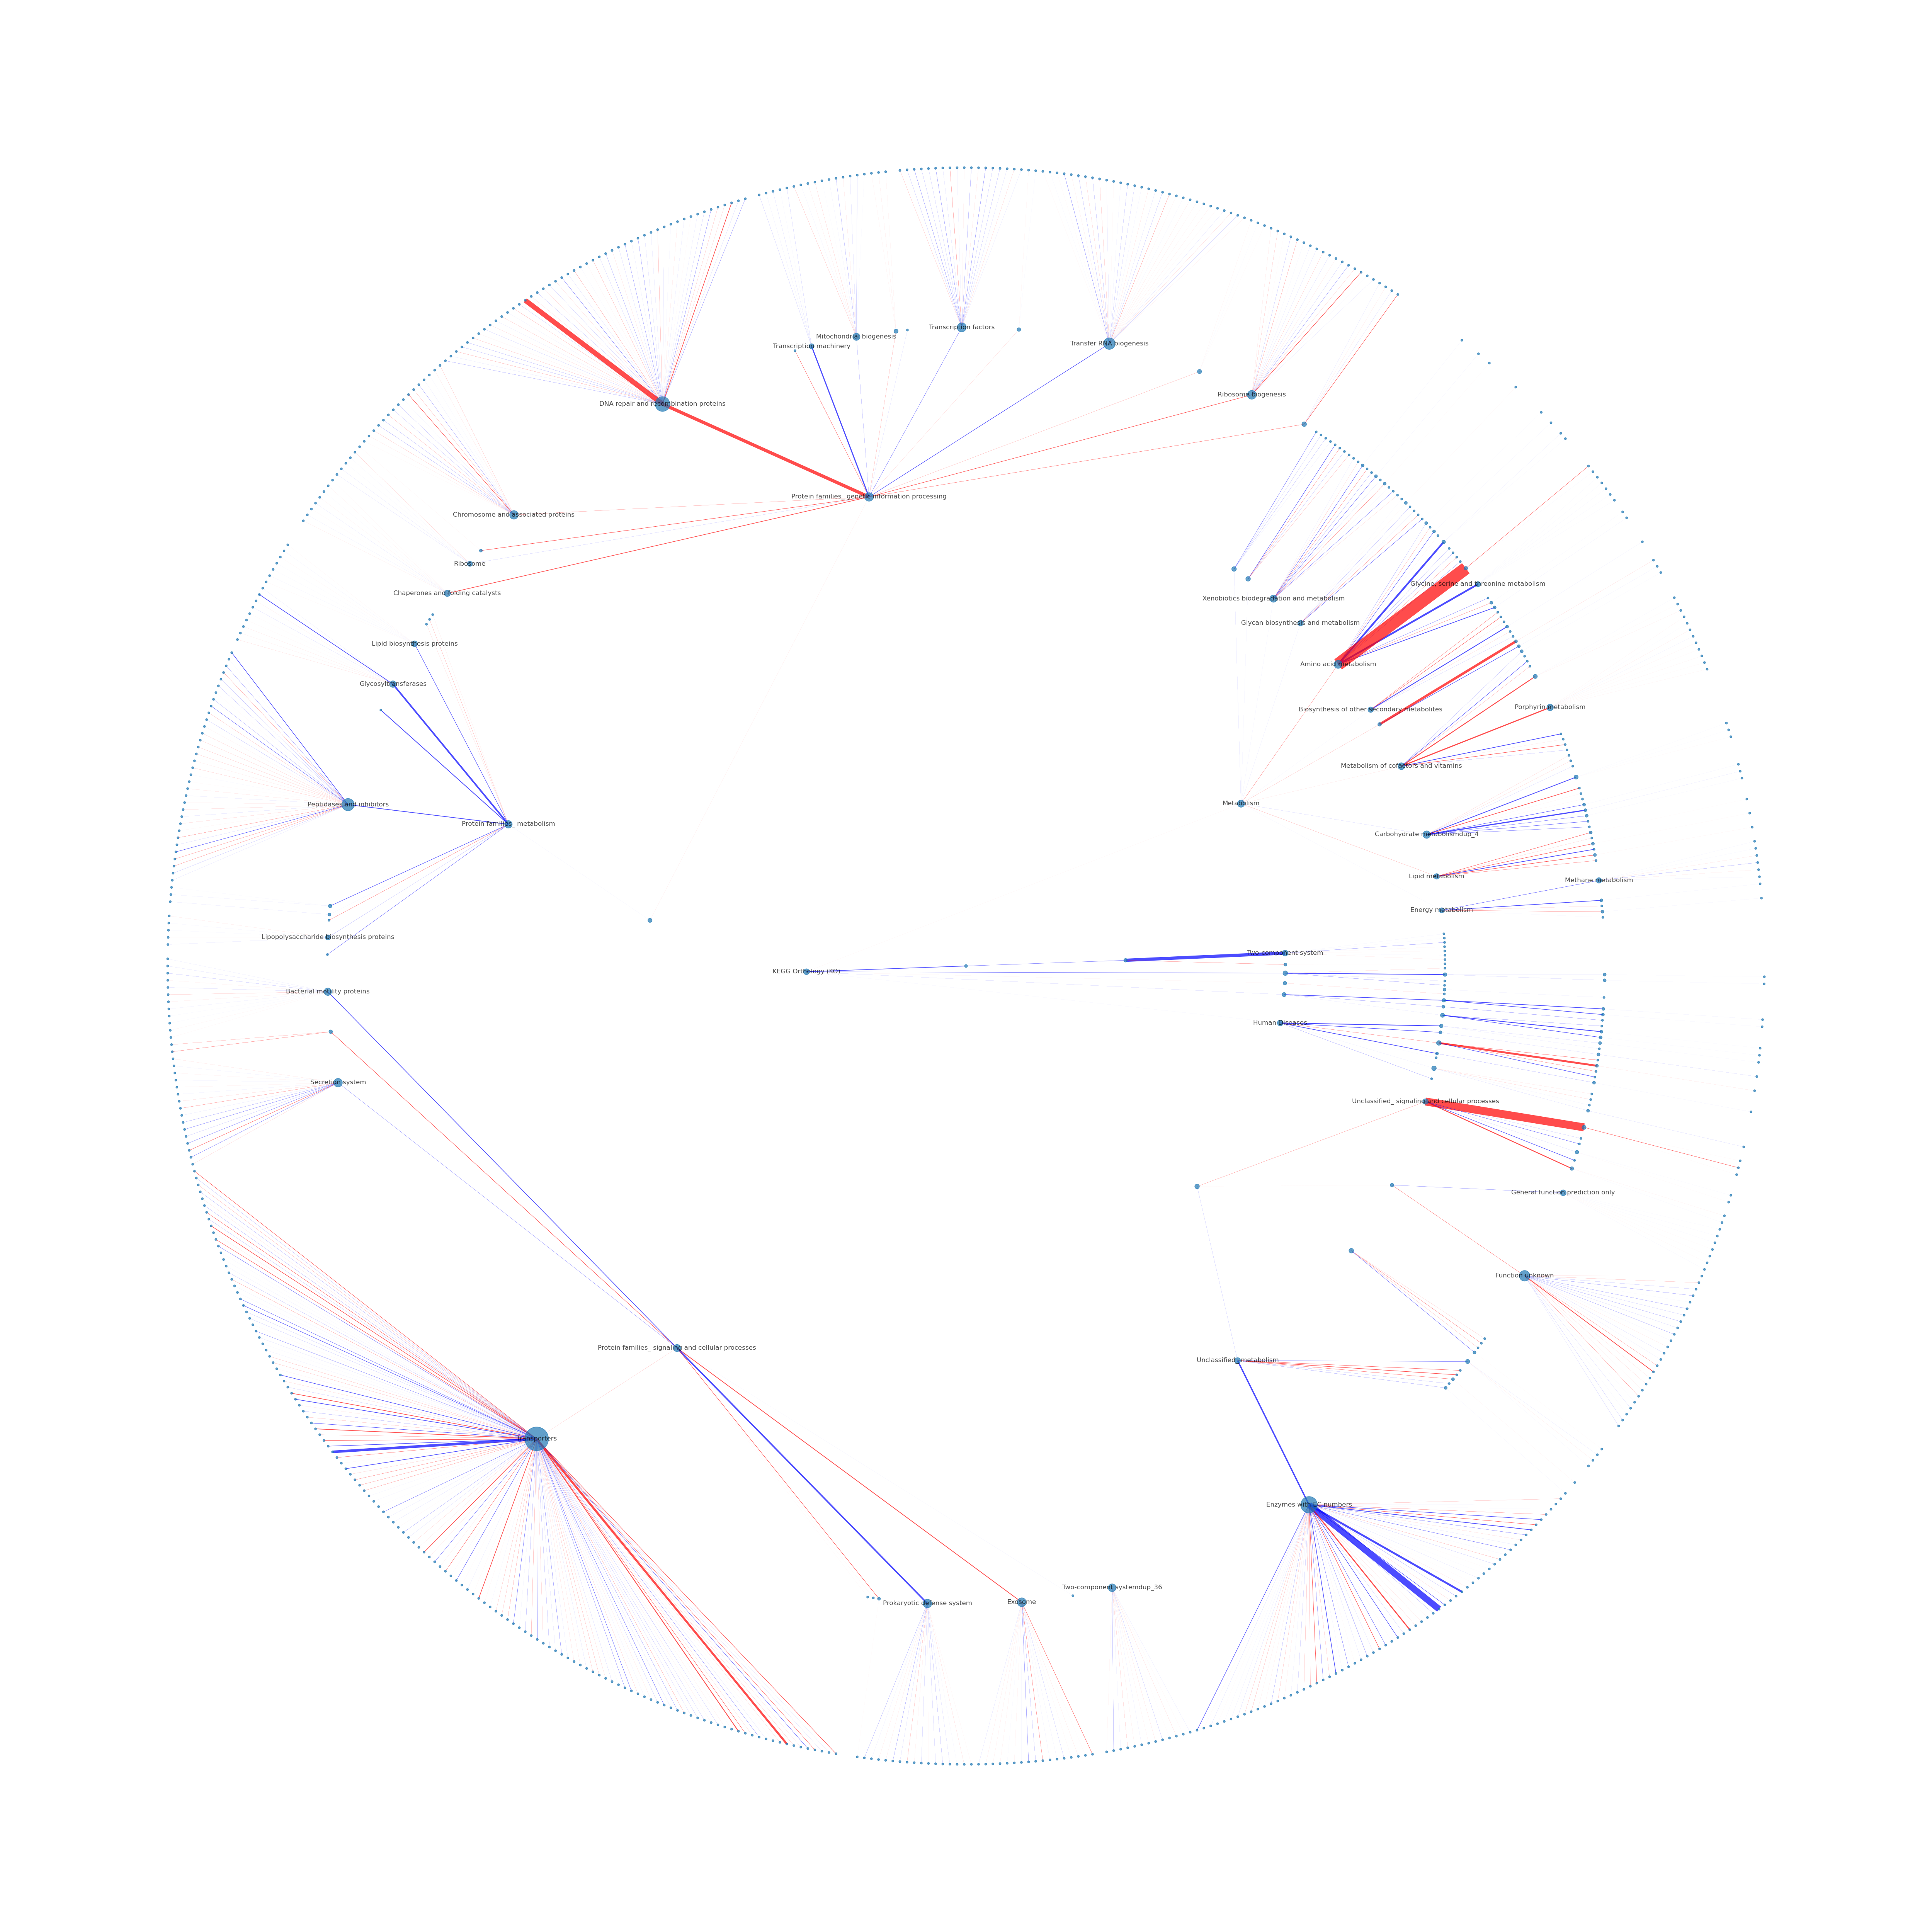 Transcription factors
Mitochondrial biogenesis
Transcription machinery
Transfer RNA biogenesis
Ribosome biogenesis
DNA repair and recombination proteins
Protein families_ genetic information processing
Chromosome and associated proteins
Ribosome
Chaperones and folding catalysts
Glycine, serine and threonine metabolism
Xenobiotics biodegradation and metabolism
Glycan biosynthesis and metabolism
Lipid biosynthesis proteins
Amino acid metabolism
Glycosyltransferases
Biosynthesis of other secondary metabolites
Porphyrin metabolism
Metabolism of cofactors and vitamins
Peptidases and inhibitors
Metabolism
Protein families_ metabolism
Carbohydrate metabolismdup_4
Lipid metabolism
Methane metabolism
Energy metabolism
Lipopolysaccharide biosynthesis proteins
Two-component system
KEGG Orthology (KO)
Bacterial motility proteins
Human Diseases
Secretion system
Unclassified_ signaling and cellular processes
General function prediction only
Function unknown
Protein families_ signaling and cellular processes
Unclassified_ metabolism
Transporters
Enzymes with EC numbers
Two-component systemdup_36
Prokaryotic defense system
Exosome